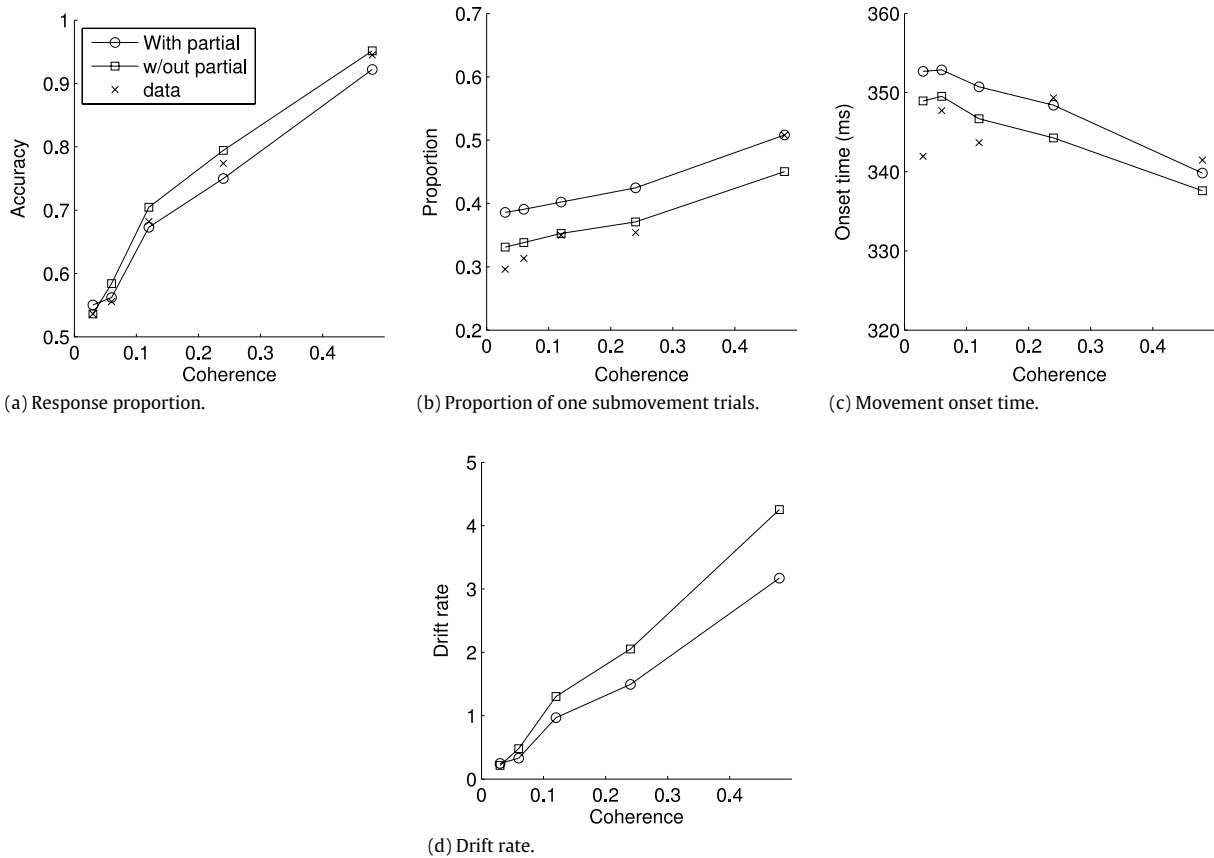 1
0.9
0.8
0.7
0.6
0.5
0
0.1
0.2
0.3
0.4
Accuracy
Coherence
With partial
w/out partial
data
(a) Response proportion.
0.7
0.6
0.5
0.4
0.3
0.2
0
0.1
0.2
0.3
0.4
Proportion
Coherence
(b) Proportion of one submovement trials.
360
350
340
330
320
0
0.1
0.2
0.3
0.4
Onset time (ms)
Coherence
(c) Movement onset time.
5
4
3
2
1
0
0
0.1
0.2
0.3
0.4
Drift rate
Coherence
(d) Drift rate.